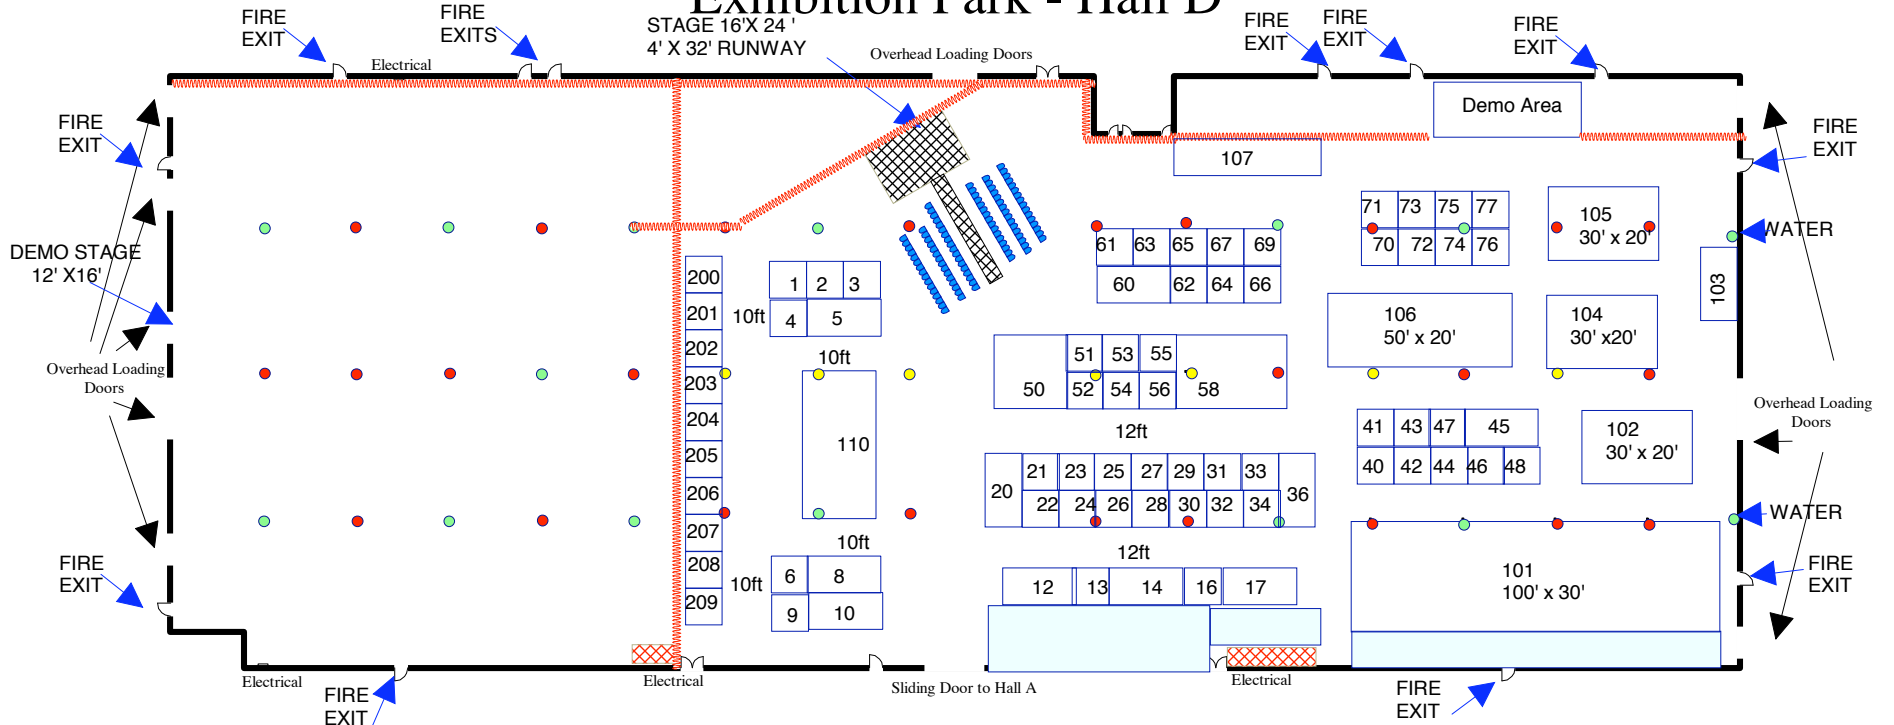 Exhibition Park - Hall D
FIRE
EXIT
FIRE
EXITS
STAGE 16'X 24 '
4' X 32' RUNWAY
FIRE
EXIT
FIRE
EXIT
FIRE
EXIT
Electrical
Overhead Loading Doors
Demo Area
FIRE
EXIT
FIRE
EXIT
107
71 73 75 77
70 72 74 76
105
30' x 20'
WATER
DEMO STAGE
12' X16'
61 63 65 67 69
60 62 64 66
200
201
202
203
204
205
206
207
208
209
10ft
1 2 3
4 5
10ft
103
106
50' x 20'
104
30' x20'
51 53 55
50 52 54 56 58
Overhead Loading
Doors
110
12ft
41 43 47 45
40 42 44 46 48
102
30' x 20'
Overhead Loading
Doors
20
21 23 25 27 29 31 33
22 24 26 28 30 32 34
36
WATER
10ft
12ft
10ft
6 8
9 10
12 13 14 16 17
101
100' x 30'
FIRE
EXIT
FIRE
EXIT
Electrical
FIRE
EXIT
Electrical
Sliding Door to Hall A
Electrical
FIRE
EXIT